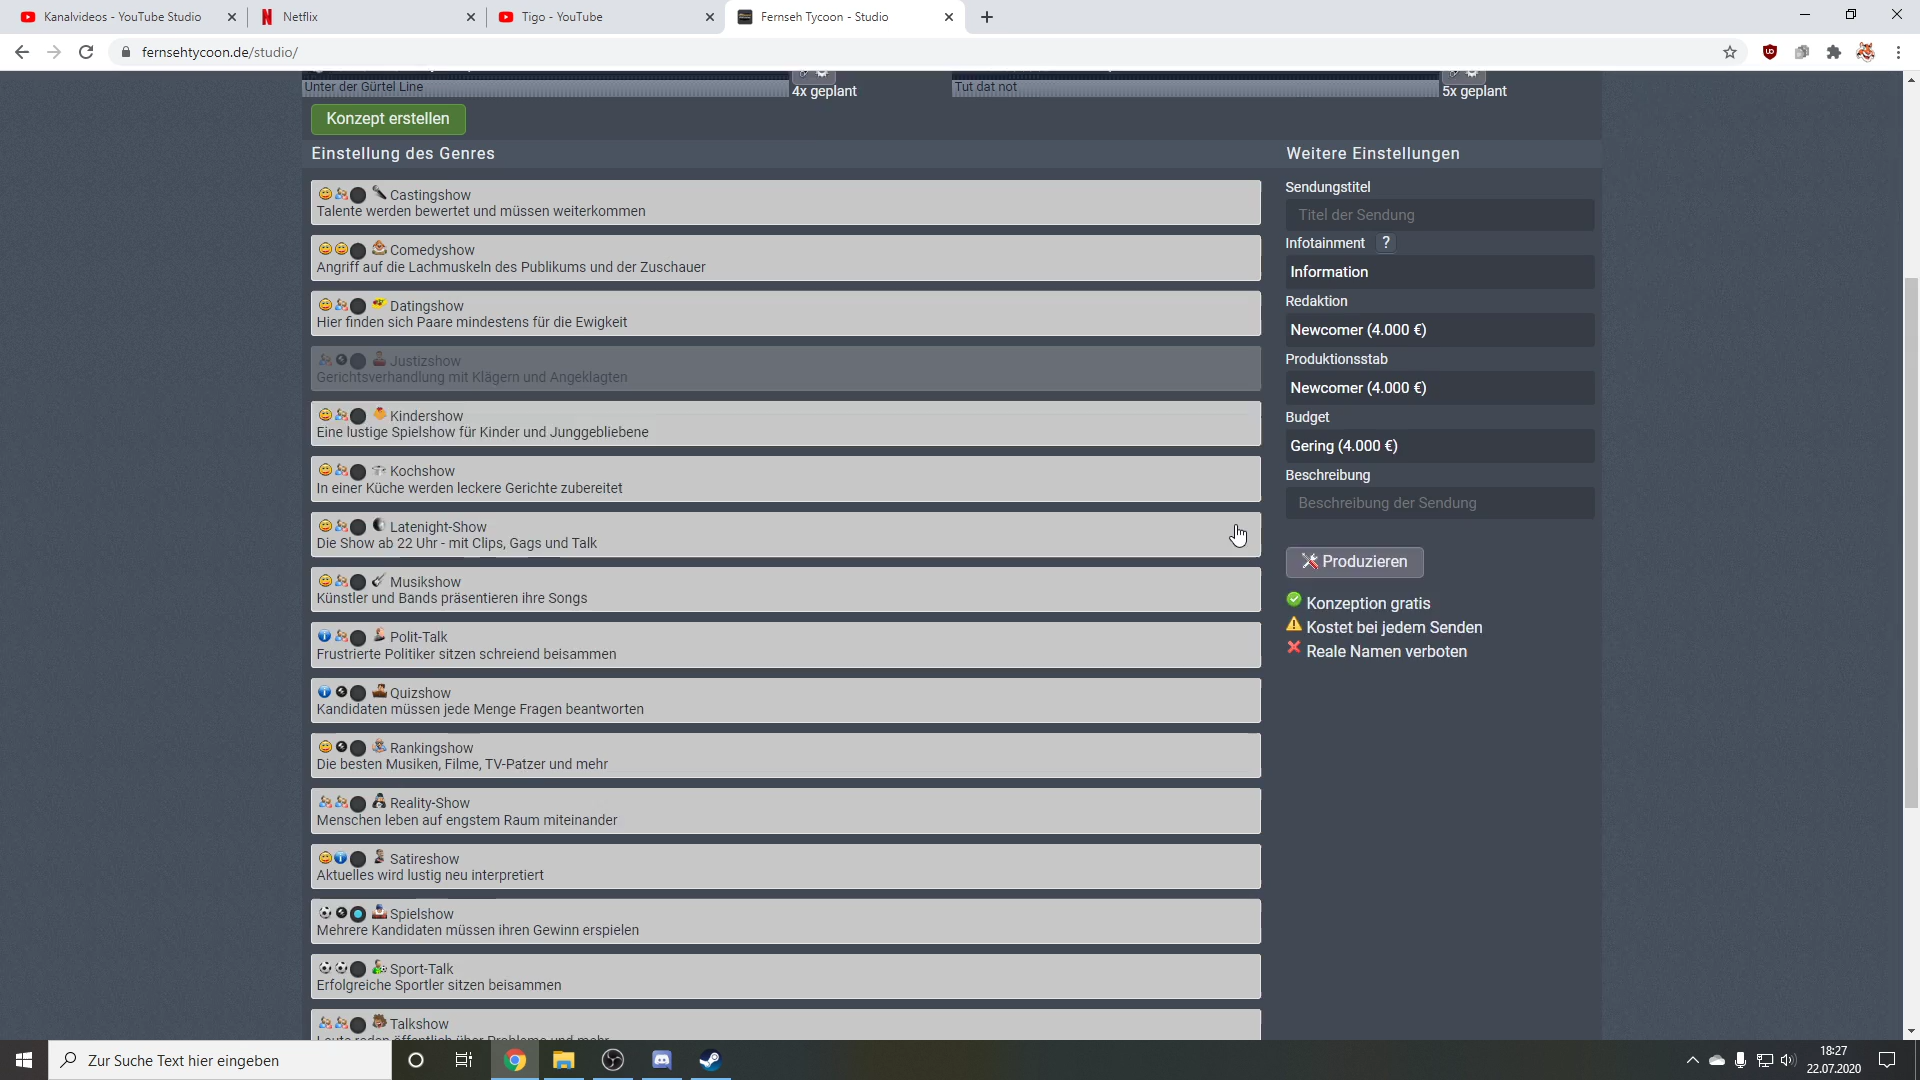 Kanalvideos - YouTube Studio
Netflix
Tigo - YouTube
Fernseh Tycoon - Studio
fernsehtycoon.de/studio/
Unter der Gürtel Line
4x geplant
Tut dat not
5x geplant
Konzept erstellen
Einstellung des Genres
Castingshow
Talente werden bewertet und müssen weiterkommen
Comedyshow
Angriff auf die Lachmuskeln des Publikums und der Zuschauer
Datingshow
Hier finden sich Paare mindestens für die Ewigkeit
Justizshow
Gerichtsverhandlung mit Klägern und Angeklagten
Kindershow
Eine lustige Spielshow für Kinder und Junggebliebene
Kochshow
In einer Küche werden leckere Gerichte zubereitet
Latenight-Show
Die Show ab 22 Uhr - mit Clips, Gags und Talk
Musikshow
Künstler und Bands präsentieren ihre Songs
Polit-Talk
Frustrierte Politiker sitzen schreiend beisammen
Quizshow
Kandidaten müssen jede Menge Fragen beantworten
Rankingshow
Die besten Musiken, Filme, TV-Patzer und mehr
Reality-Show
Menschen leben auf engstem Raum miteinander
Satireshow
Aktuelles wird lustig neu interpretiert
Spielshow
Mehrere Kandidaten müssen ihren Gewinn erspielen
Sport-Talk
Erfolgreiche Sportler sitzen beisammen
Talkshow
Leute reden öffentlich über Probleme und mehr
Weitere Einstellungen
Sendungstitel
Titel der Sendung
Infotainment ?
Information
Redaktion
Newcomer (4.000 €)
Produktionsstab
Newcomer (4.000 €)
Budget
Gering (4.000 €)
Beschreibung
Beschreibung der Sendung
Produzieren
Konzeption gratis
Kostet bei jedem Senden
Reale Namen verboten
Zur Suche Text hier eingeben
18:27
22.07.2020